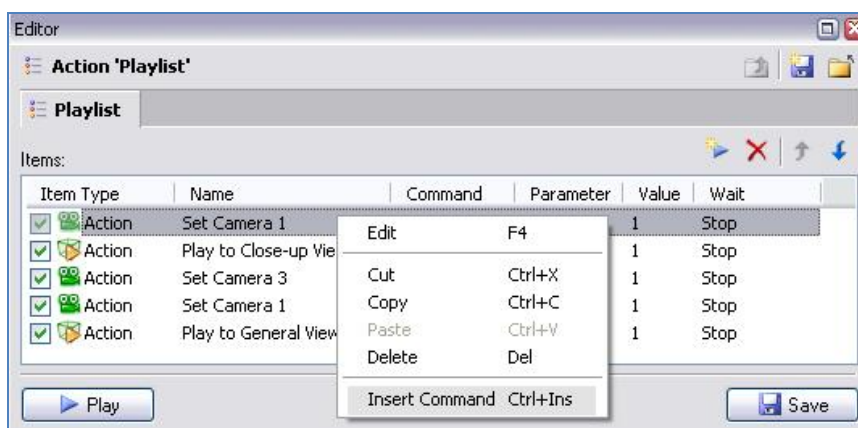 Editor
Action 'Playlist'
Playlist
Items:
Item Type Name Command Parameter Value Wait
Action Set Camera 1 1 Stop
Action Play to Close-up Vie 1 Stop
Action Set Camera 3 1 Stop
Action Set Camera 1 1 Stop
Action Play to General View 1 Stop
Edit F4
Cut Ctrl+X
Copy Ctrl+C
Paste Ctrl+V
Delete Del
Insert Command Ctrl+Ins
Play Save